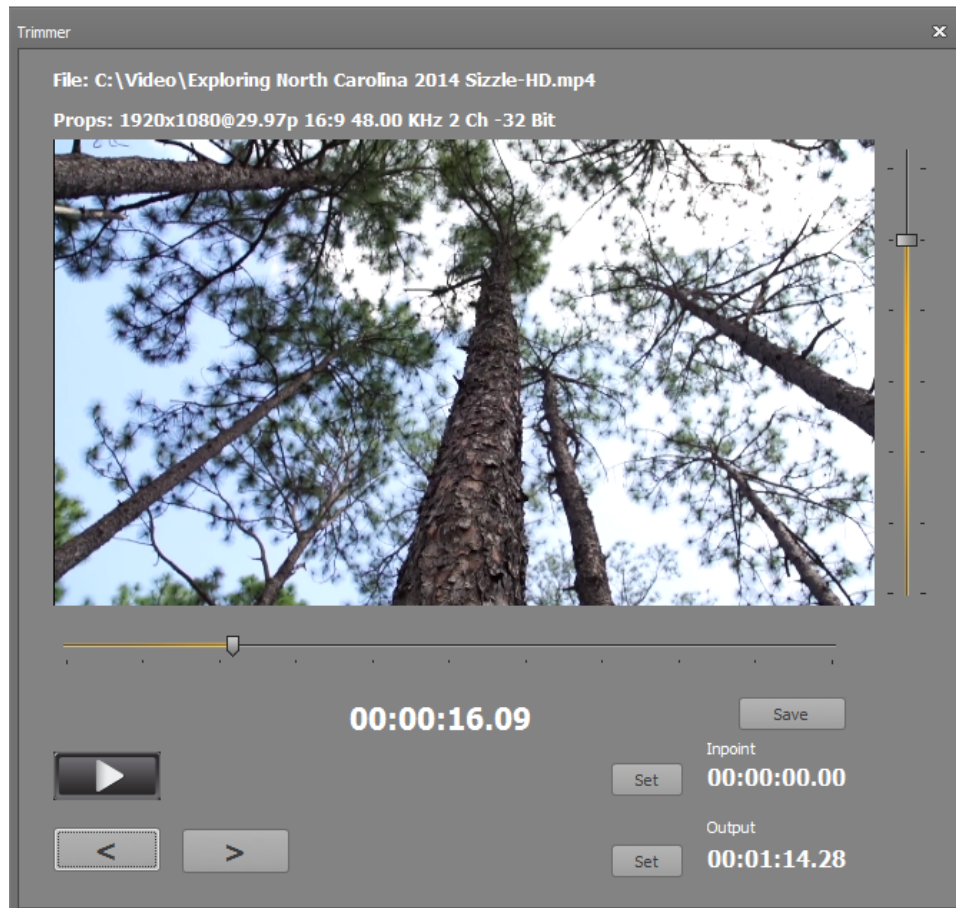 Trimmer
File: C:\Video\Exploring North Carolina 2014 Sizzle-HD.mp4
Props: 1920x1080@29.97p 16:9 48.00 KHz 2 Ch -32 Bit
00:00:16.09
Save
Inpoint
Set
00:00:00.00
<
>
Output
Set
00:01:14.28